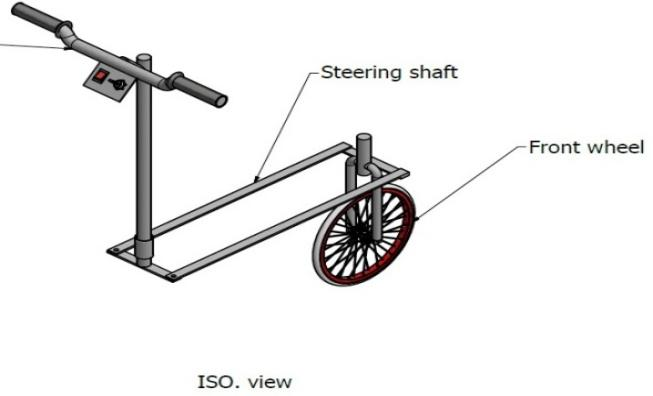 Steering shaft
Front wheel
ISO. view